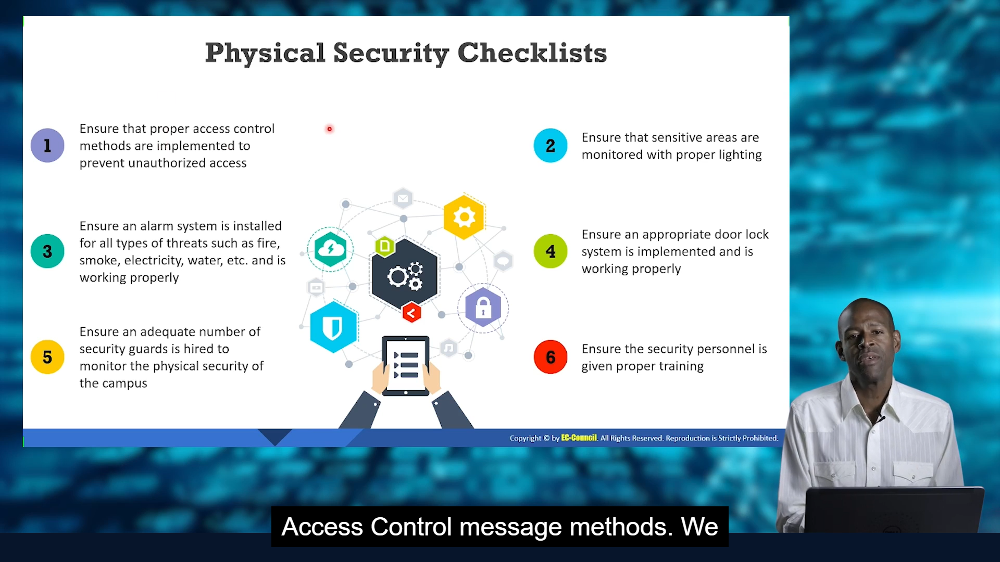 Physical Security Checklists
1
Ensure that proper access control
methods are implemented to
prevent unauthorized access
2
Ensure that sensitive areas are
monitored with proper lighting
3
Ensure an alarm system is installed
for all types of threats such as fire,
smoke, electricity, water, etc. and is
working properly
4
Ensure an appropriate door lock
system is implemented and is
working properly
5
Ensure an adequate number of
security guards is hired to
monitor the physical security of
the campus
6
Ensure the security personnel is
given proper training
Copyright © by EC-Council. All Rights Reserved. Reproduction is Strictly Prohibited.
Access Control message methods. We